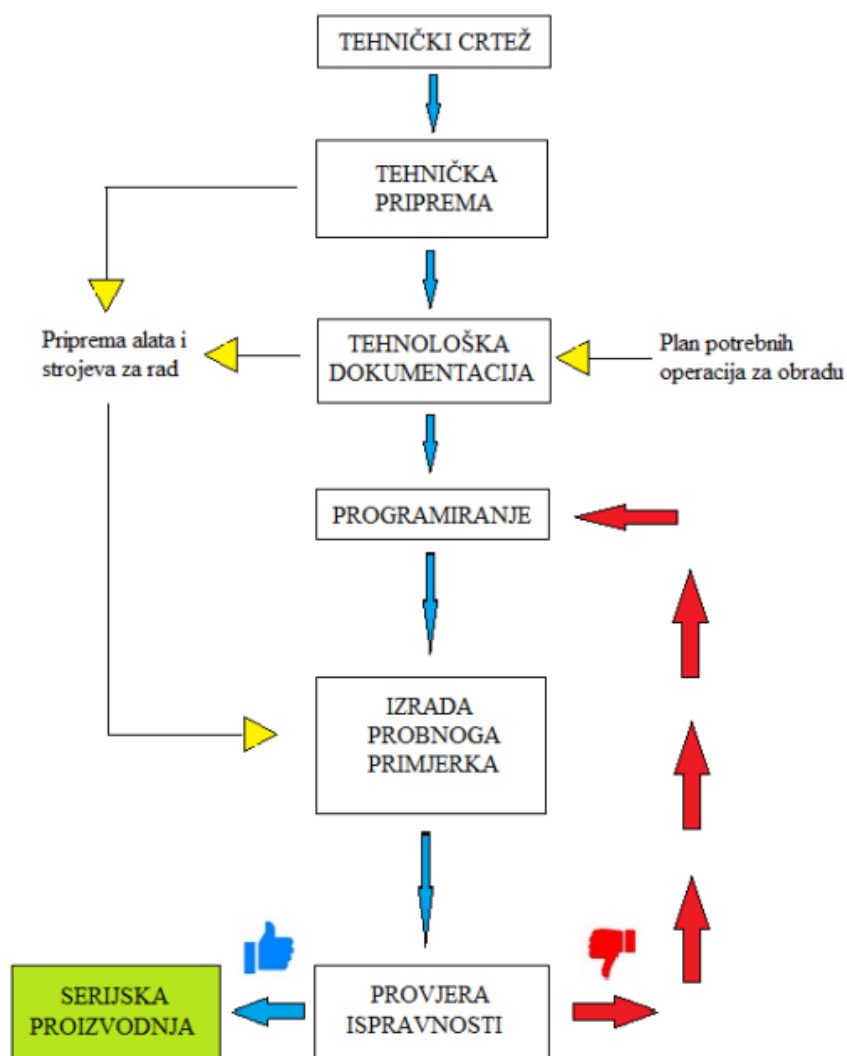 TEHNIČKI CRTEŽ
TEHNIČKA
PRIPREMA
Priprema alata i
strojeva za rad
TEHNOLOŠKA
DOKUMENTACIJA
Plan potrebnih
operacija za obradu
PROGRAMIRANJE
IZRADA
PROBNOGA
PRIMJERKA
SERIJSKA
PROIZVODNJA
PROVJERA
ISPRAVNOSTI